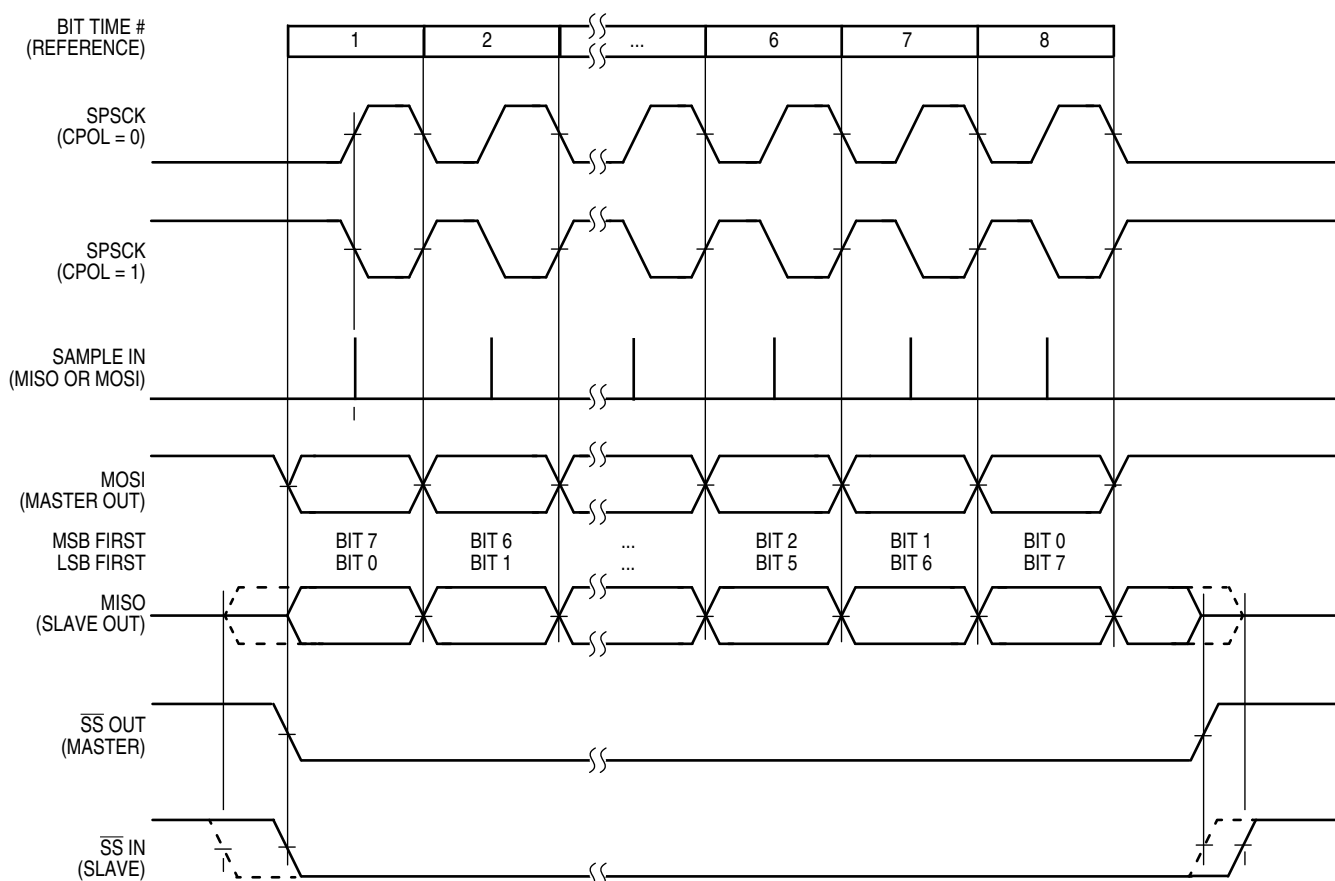 BIT TIME #
(REFERENCE)
1 2 ... 6 7 8
SPSCK
(CPOL = 0)
SPSCK
(CPOL = 1)
SAMPLE IN
(MISO OR MOSI)
MOSI
(MASTER OUT)
MSB FIRST BIT 7 BIT 6 ... BIT 2 BIT 1 BIT 0
LSB FIRST BIT 0 BIT 1 ... BIT 5 BIT 6 BIT 7
MISO
(SLAVE OUT)
S̅S̅ OUT
(MASTER)
S̅S̅ IN
(SLAVE)